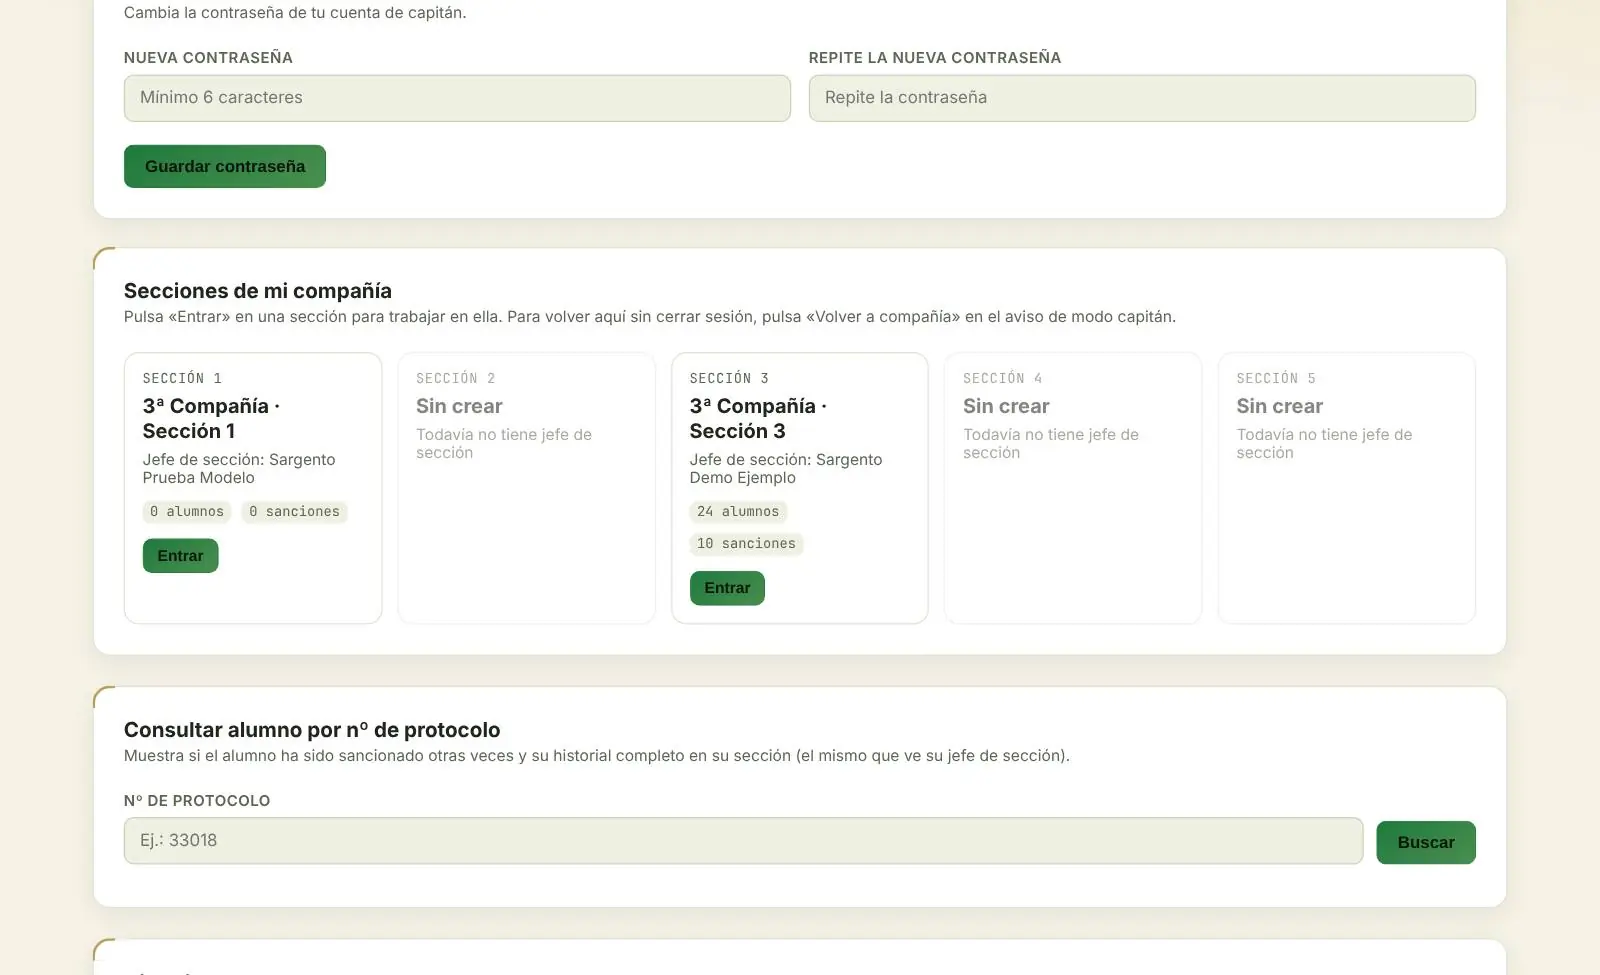 Cambia la contraseña de tu cuenta de capitán.
NUEVA CONTRASEÑA
REPITE LA NUEVA CONTRASEÑA
Mínimo 6 caracteres
Repite la contraseña
Guardar contraseña
Secciones de mi compañía
Pulsa «Entrar» en una sección para trabajar en ella. Para volver aquí sin cerrar sesión, pulsa «Volver a compañía» en el aviso de modo capitán.
SECCIÓN 1
3ª Compañía ·
Sección 1
Jefe de sección: Sargento
Prueba Modelo
0 alumnos
0 sanciones
Entrar
SECCIÓN 2
Sin crear
Todavía no tiene jefe de
sección
SECCIÓN 3
3ª Compañía ·
Sección 3
Jefe de sección: Sargento
Demo Ejemplo
24 alumnos
10 sanciones
Entrar
SECCIÓN 4
Sin crear
Todavía no tiene jefe de
sección
SECCIÓN 5
Sin crear
Todavía no tiene jefe de
sección
Consultar alumno por nº de protocolo
Muestra si el alumno ha sido sancionado otras veces y su historial completo en su sección (el mismo que ve su jefe de sección).
Nº DE PROTOCOLO
Ej.: 33018
Buscar